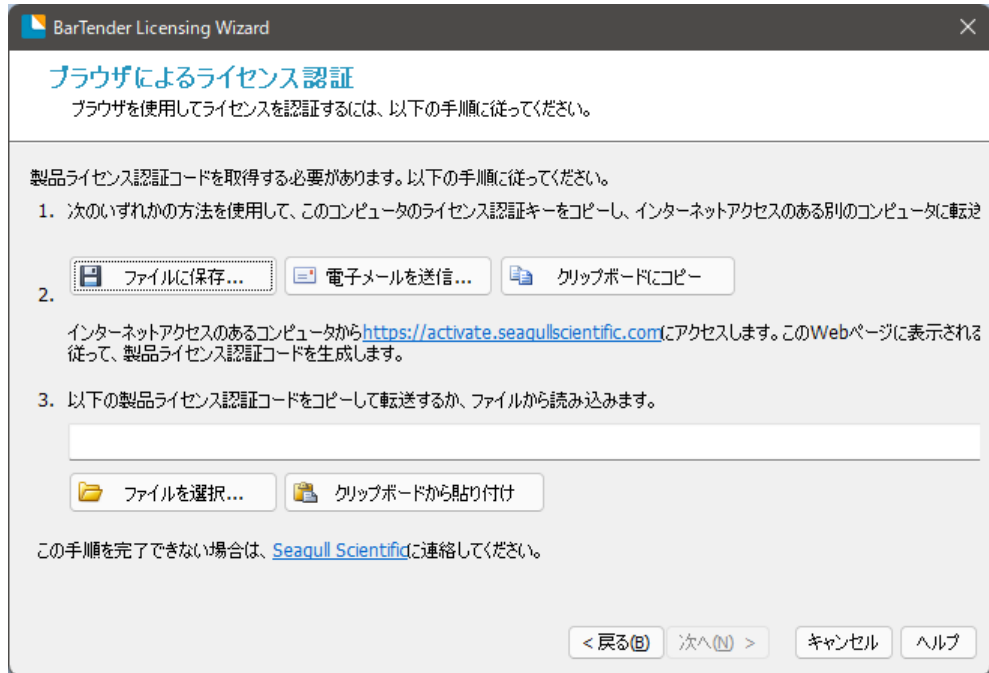 BarTender Licensing Wizard
ブラウザによるライセンス認証
ブラウザを使用してライセンスを認証するには、以下の手順に従ってください。
製品ライセンス認証コードを取得する必要があります。以下の手順に従ってください。
1. 次のいずれかの方法を使用して、このコンピュータのライセンス認証キーをコピーし、インターネットアクセスのある別のコンピュータに転送
ファイルに保存... 電子メールを送信... クリップボードにコピー
2.
インターネットアクセスのあるコンピュータからhttps://activate.seagullscientific.comにアクセスします。このWebページに表示される
従って、製品ライセンス認証コードを生成します。
3. 以下の製品ライセンス認証コードをコピーして転送するか、ファイルから読み込みます。
ファイルを選択... クリップボードから貼り付け
この手順を完了できない場合は、Seagull Scientificに連絡してください。
< 戻る(B) 次へ(N) > キャンセル ヘルプ